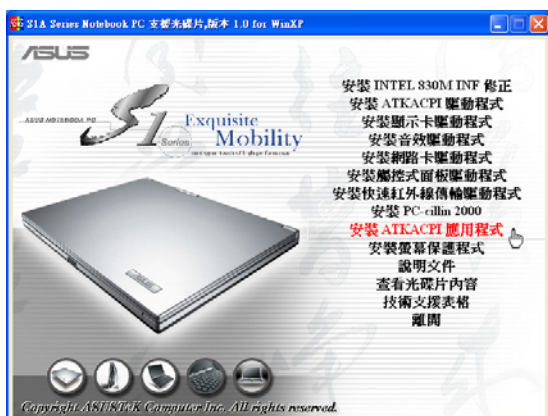 S1A Series Notebook PC 支援光碟片,版本 1.0 for WinXP
ASUS
ASUS NOTEBOOK PC
S1 Series
Exquisite
Mobility
安裝 INTEL 830M INF 修正
安裝 ATKACPI 驅動程式
安裝顯示卡驅動程式
安裝音效驅動程式
安裝網路卡驅動程式
安裝觸控式面板驅動程式
安裝快速紅外線傳輸驅動程式
安裝 PC-cillin 2000
安裝 ATKACPI 應用程式
安裝螢幕保護程式
說明文件
查看光碟片內容
技術支援表格
離開
Copyright ASUSTeK Computer Inc. All rights reserved.